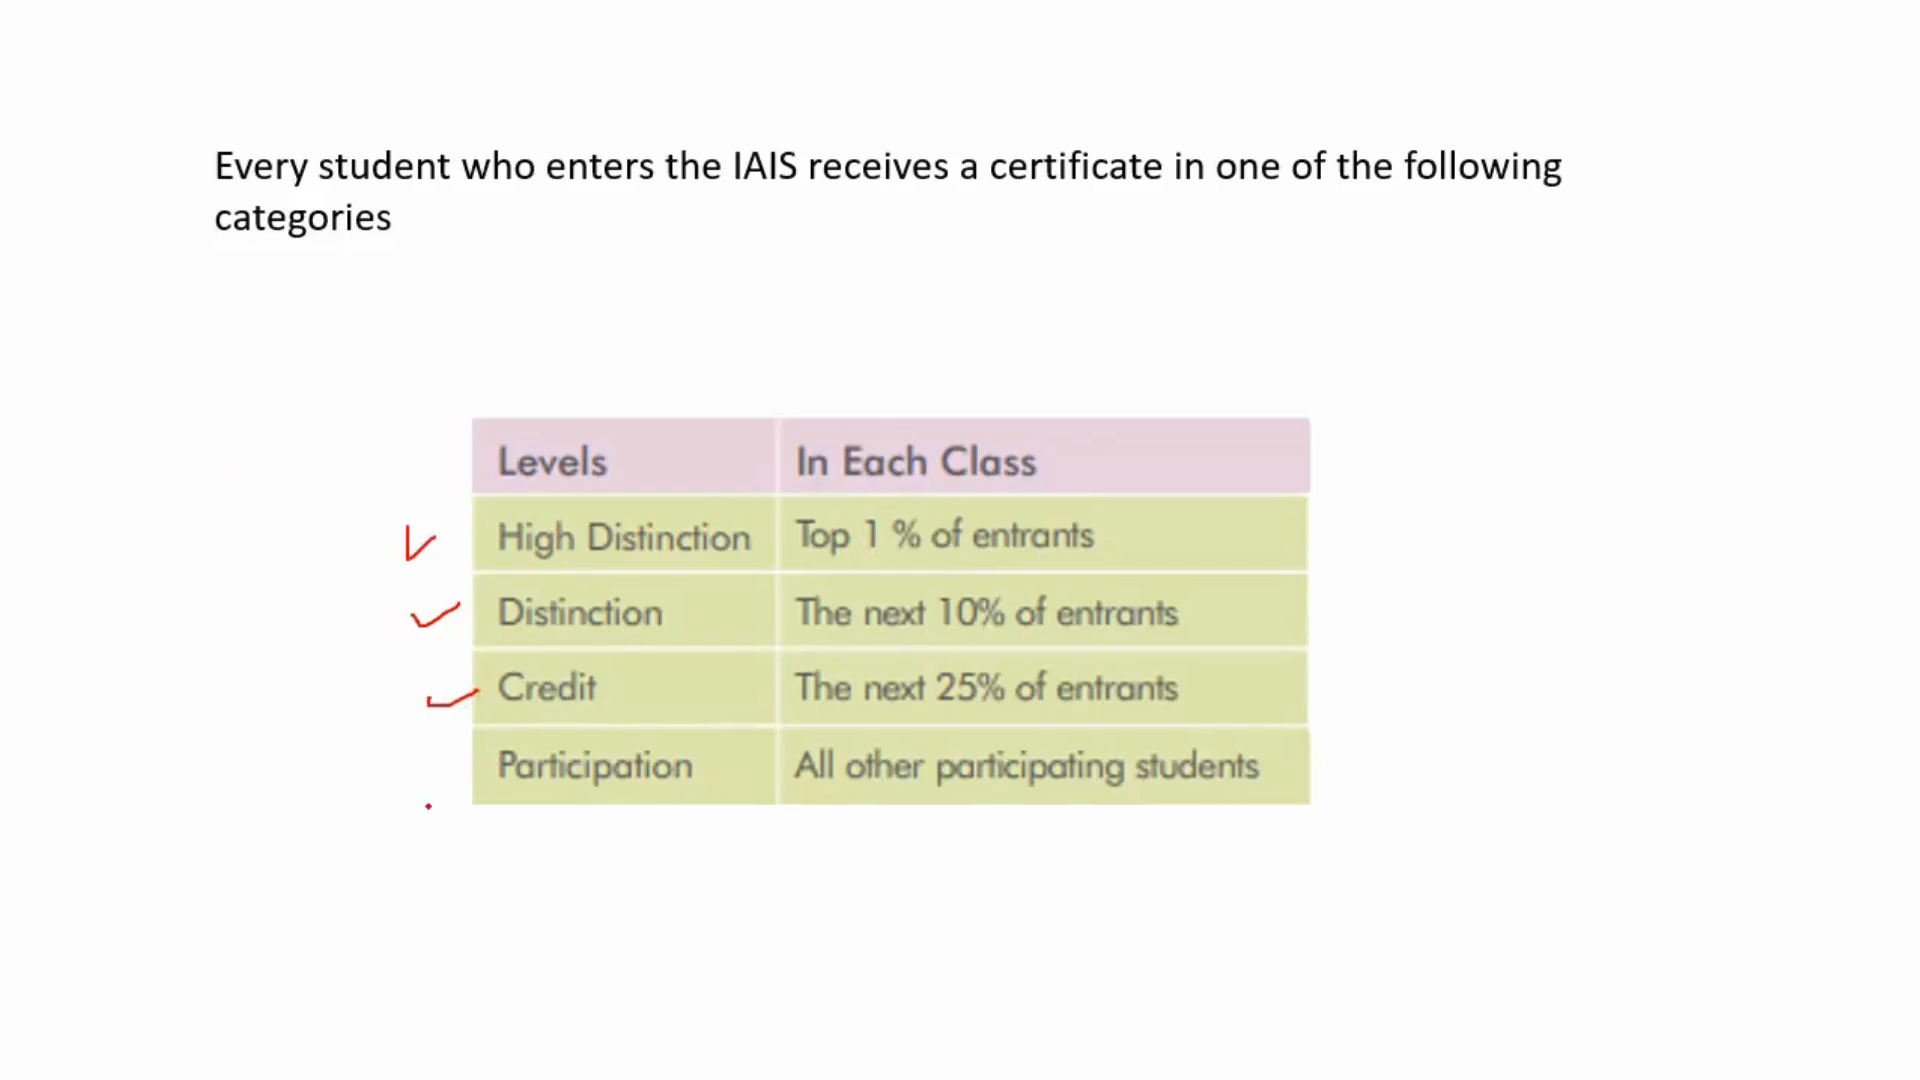 Every student who enters the IAIS receives a certificate in one of the following
categories
Levels In Each Class
High Distinction Top 1 % of entrants
Distinction The next 10% of entrants
Credit The next 25% of entrants
Participation All other participating students